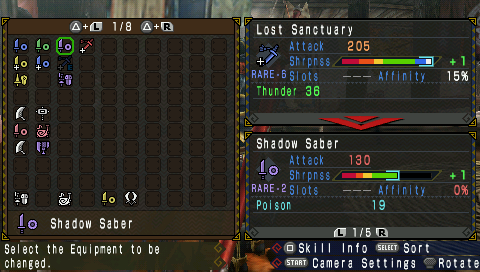 △+L 1/8 △+R
Shadow Saber
Select the Equipment to be
changed.
Lost Sanctuary
Attack 205
Shrpnss +1
RARE-6 Slots --- Affinity 15%
Thunder 36
Shadow Saber
Attack 130
Shrpnss +1
RARE-2 Slots --- Affinity 0%
Poison 19
L 1/5 R
Skill Info SELECT Sort
START Camera Settings Rotate